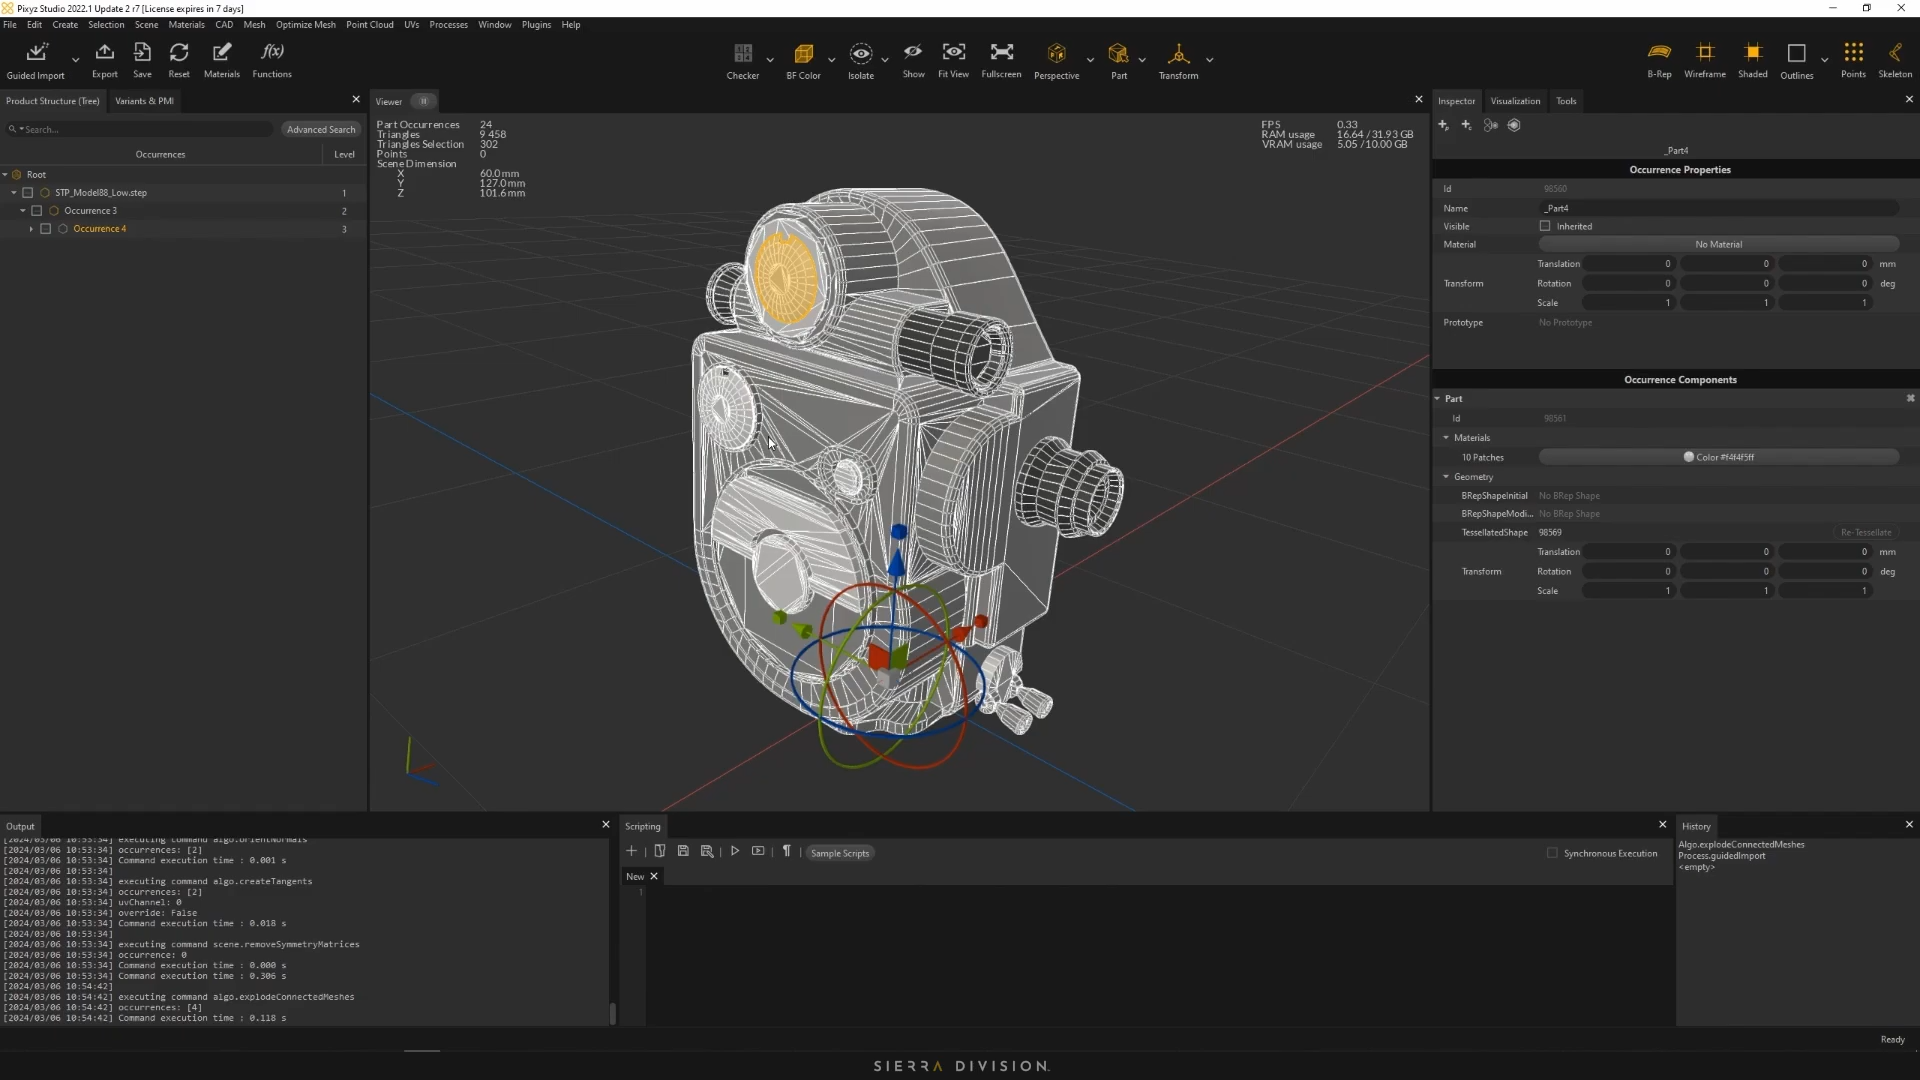 Pixyz Studio 2022.1 Update 2 r7 [License expires in 7 days]
File Edit Create Selection Scene Materials CAD Mesh Optimize Mesh Point Cloud UVs Processes Window Plugins Help
Guided Import Export Save Reset Materials Functions Checker BF Color Isolate Show Fit View Fullscreen Perspective Part Transform B-Rep Wireframe Shaded Outlines Points Skeleton
Product Structure (Tree) Variants & PMI
Search... Advanced Search
Occurrences Level
Root
STP_Model88_Low.step 1
Occurrence 3 2
Occurrence 4 3
Viewer
Part Occurrences 24
Triangles 9 458
Triangles Selection 302
Points 0
Scene Dimension
X 60.0 mm
Y 127.0 mm
Z 101.6 mm
FPS 0.33
RAM usage 16.64 / 31.93 GB
VRAM usage 5.05 / 10.00 GB
Inspector Visualization Tools
_Part4
Occurrence Properties
Id 98560
Name _Part4
Visible Inherited
Material No Material
Translation 0 0 0 mm
Transform Rotation 0 0 0 deg
Scale 1 1 1
Prototype No Prototype
Occurrence Components
Part
Id 98561
Materials
10 Patches Color #f4f4f5ff
Geometry
BRepShapeInitial No BRep Shape
BRepShapeModi... No BRep Shape
TessellatedShape 98569 Re-Tessellate
Translation 0 0 0 mm
Transform Rotation 0 0 0 deg
Scale 1 1 1
Output
[2024/03/06 10:53:34] executing command algo.orientNormals
[2024/03/06 10:53:34] occurrences: [2]
[2024/03/06 10:53:34] Command execution time : 0.001 s
[2024/03/06 10:53:34]
[2024/03/06 10:53:34] executing command algo.createTangents
[2024/03/06 10:53:34] occurrences: [2]
[2024/03/06 10:53:34] uvChannel: 0
[2024/03/06 10:53:34] override: False
[2024/03/06 10:53:34] Command execution time : 0.018 s
[2024/03/06 10:53:34]
[2024/03/06 10:53:34] executing command scene.removeSymmetryMatrices
[2024/03/06 10:53:34] occurrence: 0
[2024/03/06 10:53:34] Command execution time : 0.000 s
[2024/03/06 10:53:34] Command execution time : 0.306 s
[2024/03/06 10:54:42]
[2024/03/06 10:54:42] executing command algo.explodeConnectedMeshes
[2024/03/06 10:54:42] occurrences: [4]
[2024/03/06 10:54:42] Command execution time : 0.118 s
Scripting
Sample Scripts Synchronous Execution
New
1
History
Algo.explodeConnectedMeshes
Process.guidedImport
<empty>
Ready
SIERRA DIVISION.